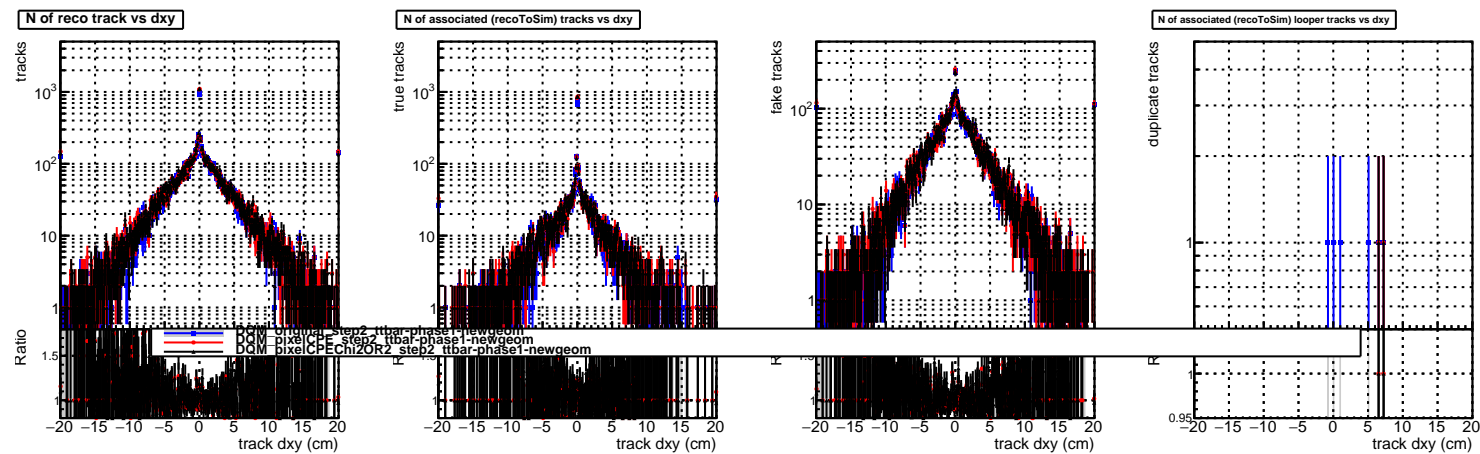 N of reco track vs dxy
N of associated (recoToSim) tracks vs dxy
N of associated (recoToSim) looper tracks vs dxy
tracks
10³
10²
10
1
Ratio
1.5
1
−20 −15 −10 −5 0 5 10 15 20
track dxy (cm)
true tracks
10³
10²
10
1
−20 −15 −10 −5 0 5 10 15 20
track dxy (cm)
fake tracks
10²
10
1
1
−20 −15 −10 −5 0 5 10 15 20
track dxy (cm)
duplicate tracks
1
1
0.95
−20 −15 −10 −5 0 5 10 15 20
track dxy (cm)
DQM_original_step2_ttbar-phase1-newgeom
DQM_pixelCPE_step2_ttbar-phase1-newgeom
DQM_pixelCPEChi2OR2_step2_ttbar-phase1-newgeom